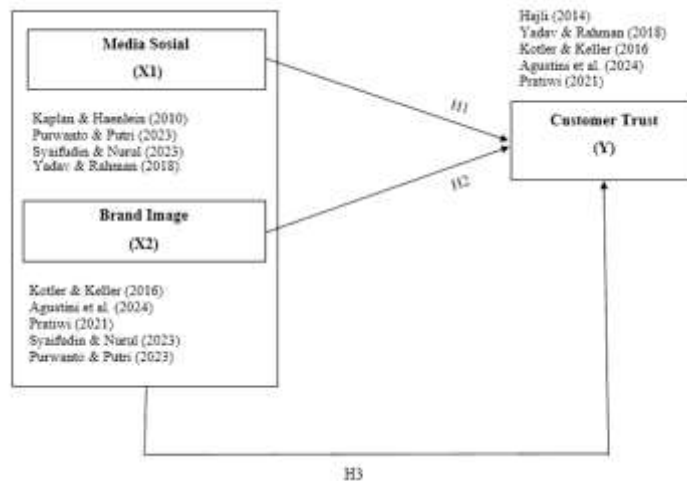 Media Sosial
(X1)
Kaplan & Haenlein (2010)
Purwanto & Putri (2023)
Syaifudin & Nurul (2023)
Yadav & Rahman (2018)
Brand Image
(X2)
Kotler & Keller (2016)
Agustini et al. (2024)
Pratiwi (2021)
Syaifudin & Nurul (2023)
Purwanto & Putri (2023)
H1
H2
Hajli (2014)
Yadav & Rahman (2018)
Kotler & Keller (2016
Agustini et al. (2024)
Pratiwi (2021)
Customer Trust
(Y)
H3